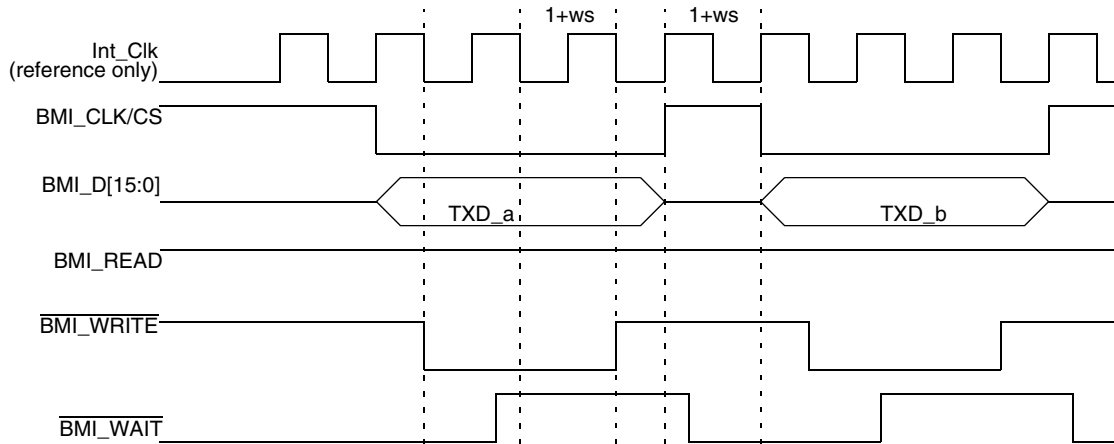 1+ws 1+ws
Int_Clk
(reference only)
BMI_CLK/CS
BMI_D[15:0]
TXD_a TXD_b
BMI_READ
BMI_WRITE
BMI_WAIT